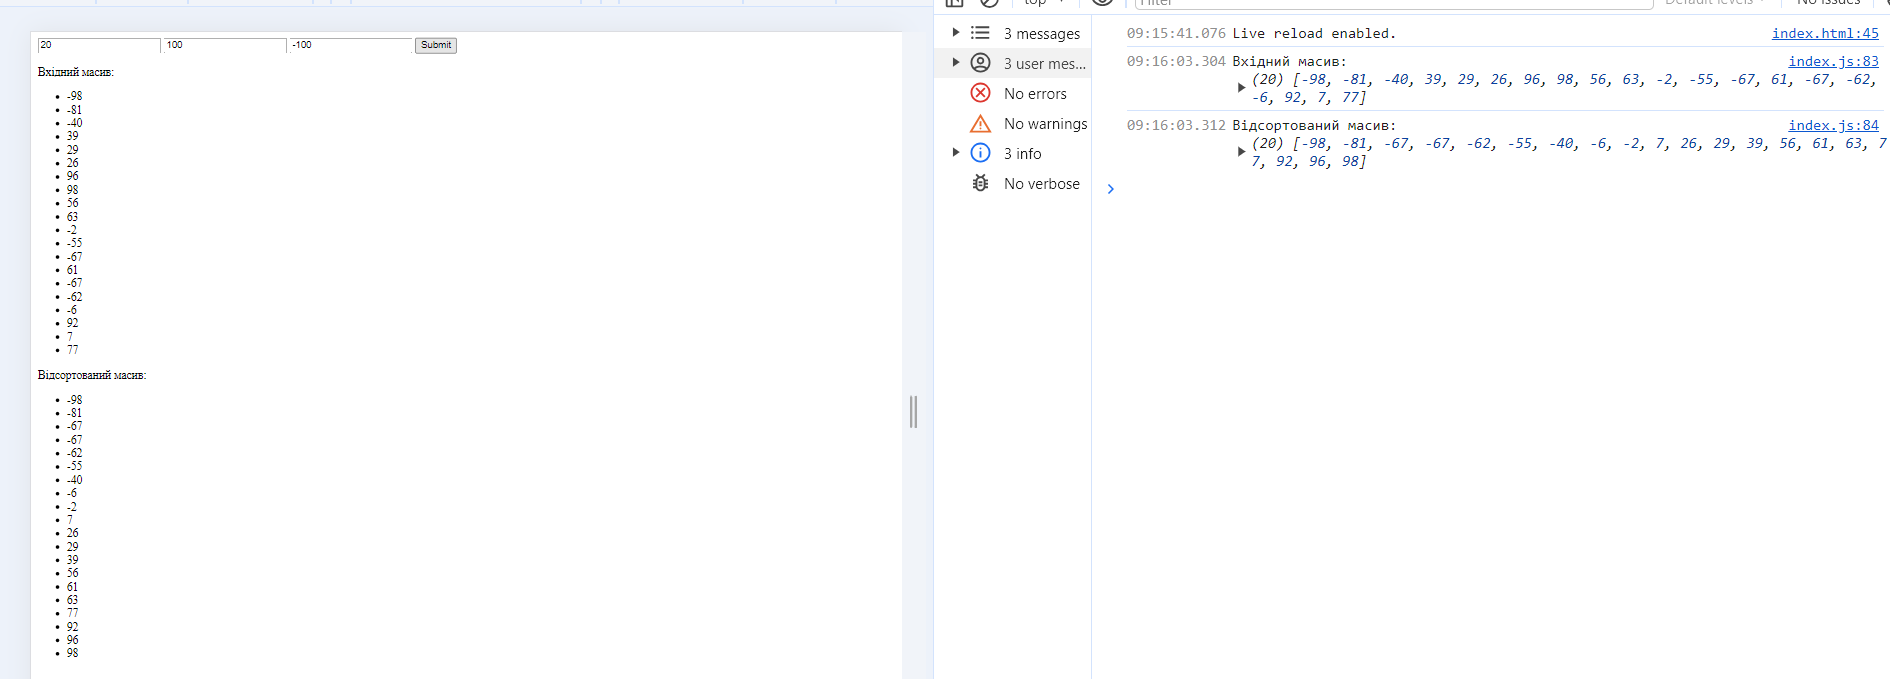 20 100 -100 Submit
Вхідний масив:
-98
-81
-40
39
29
26
96
98
56
63
-2
-55
-67
61
-67
-62
-6
92
7
77
Відсортований масив:
-98
-81
-67
-67
-62
-55
-40
-6
-2
7
26
29
39
56
61
63
77
92
96
98
top Filter Default levels No Issues
3 messages
3 user mes...
No errors
No warnings
3 info
No verbose
09:15:41.076 Live reload enabled. index.html:45
09:16:03.304 Вхідний масив: index.js:83
(20) [-98, -81, -40, 39, 29, 26, 96, 98, 56, 63, -2, -55, -67, 61, -67, -62,
-6, 92, 7, 77]
09:16:03.312 Відсортований масив: index.js:84
(20) [-98, -81, -67, -67, -62, -55, -40, -6, -2, 7, 26, 29, 39, 56, 61, 63, 7
7, 92, 96, 98]